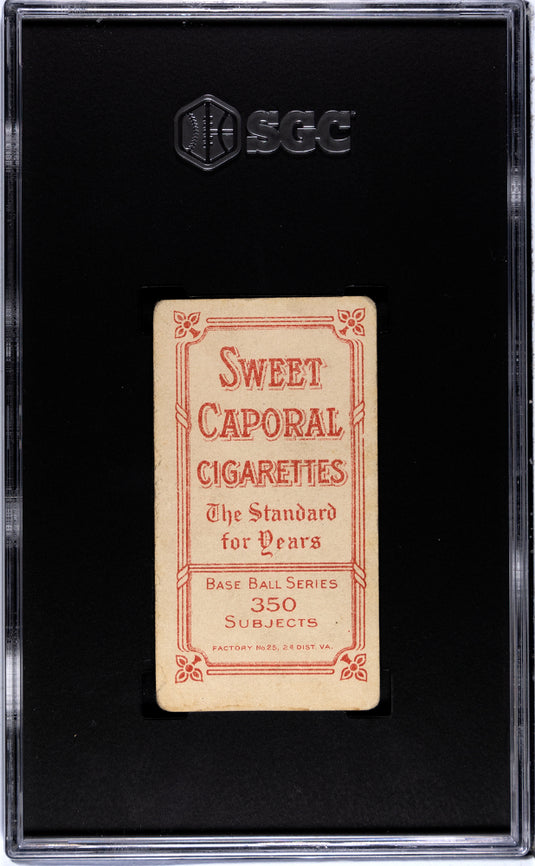 SGC
SWEET
CAPORAL
CIGARETTES
The Standard
for Years
BASE BALL SERIES
350
SUBJECTS
FACTORY No. 25, 2d DIST. VA.